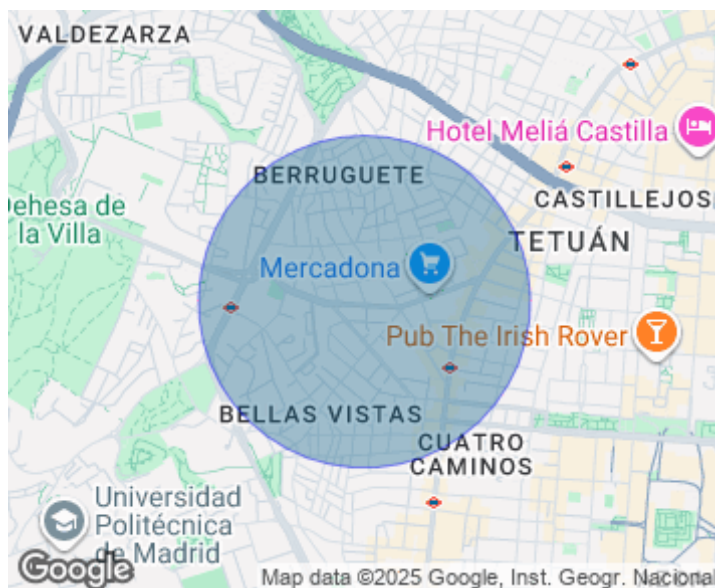 VALDEZARZA
Hotel Meliá Castilla
BERRUGUETE
CASTILLEJOS
Dehesa de
la Villa
TETUÁN
Mercadona
Pub The Irish Rover
BELLAS VISTAS
CUATRO
CAMINOS
Universidad
Politécnica
de Madrid
Google
Map data ©2025 Google, Inst. Geogr. Nacional